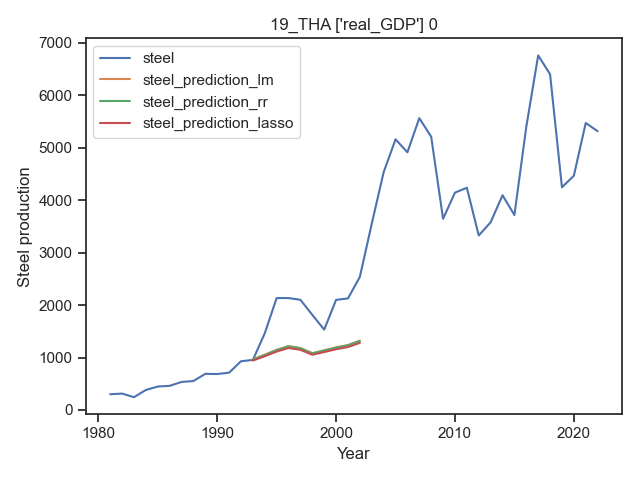 19_THA ['real_GDP'] 0
steel
steel_prediction_lm
steel_prediction_rr
steel_prediction_lasso
Steel production
7000
6000
5000
4000
3000
2000
1000
0
1980
1990
2000
2010
2020
Year